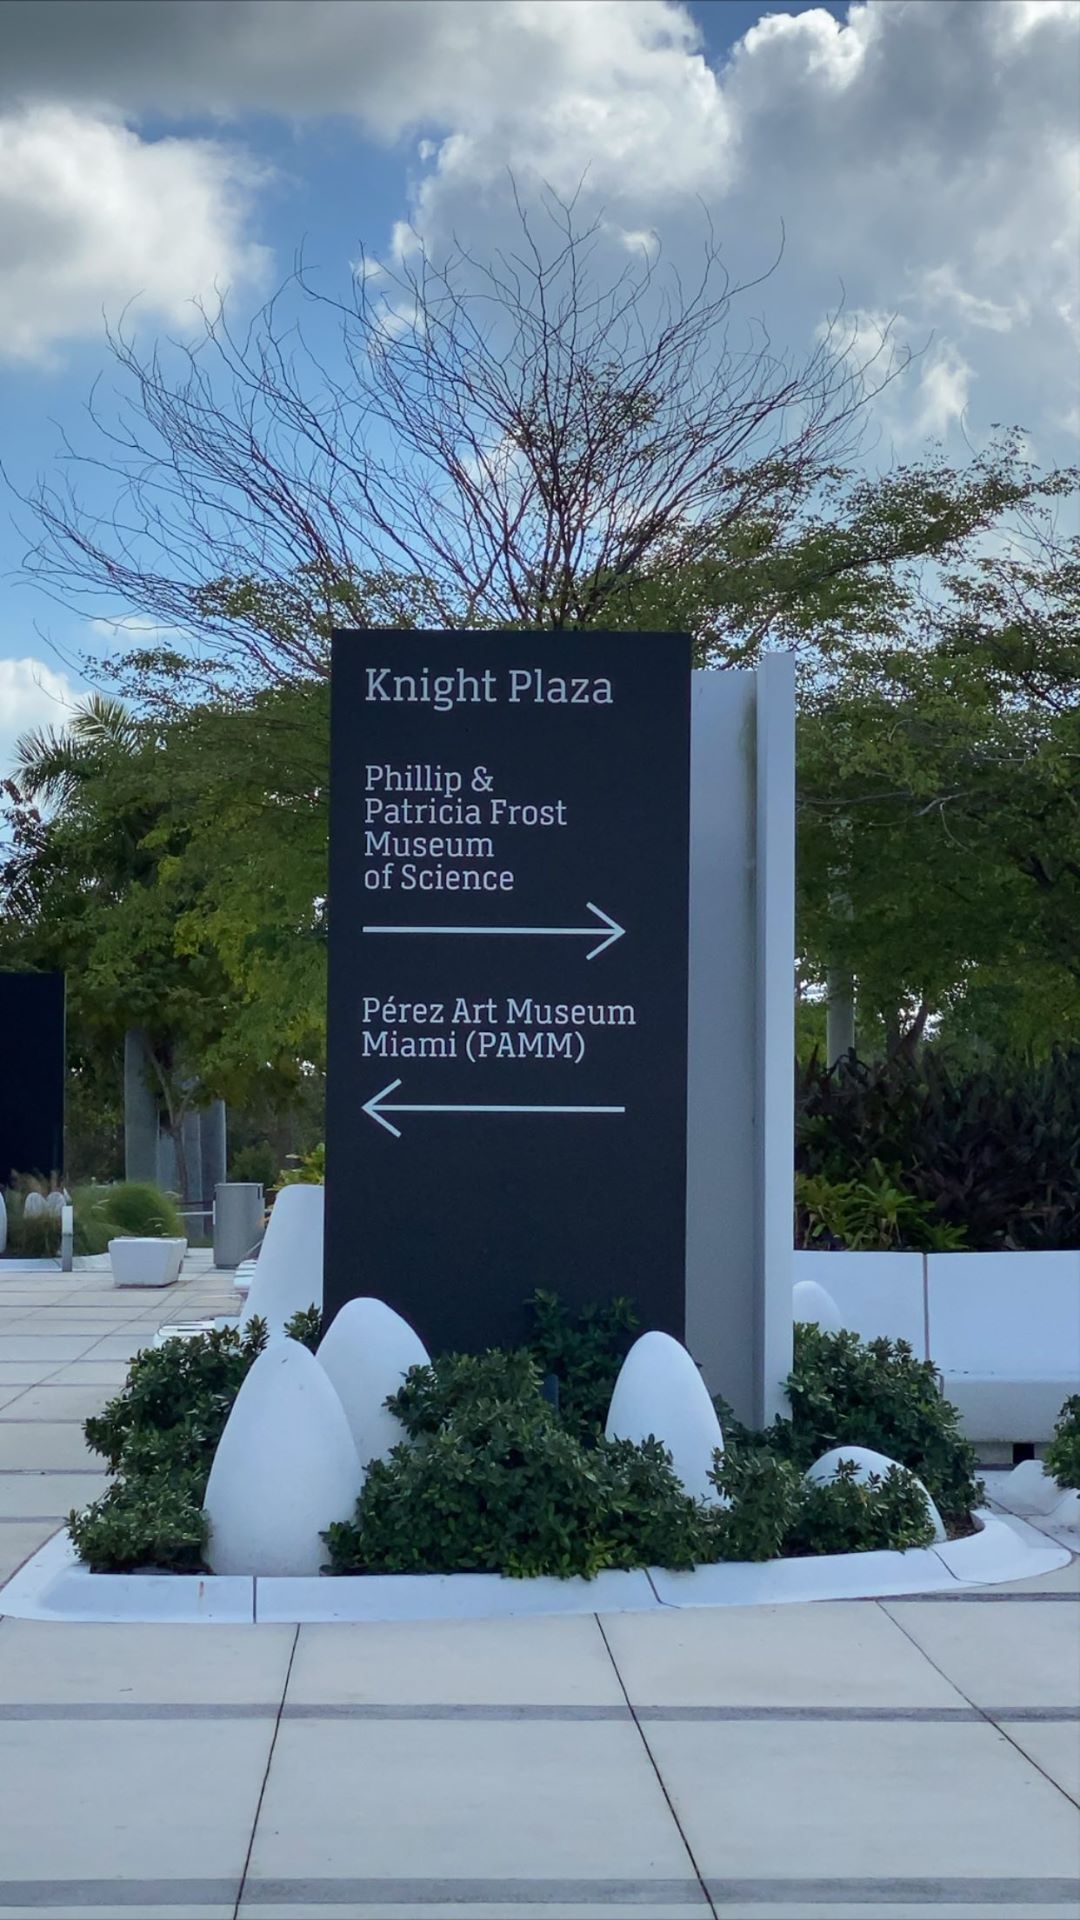 Knight Plaza
Phillip &
Patricia Frost
Museum
of Science
Pérez Art Museum
Miami (PAMM)